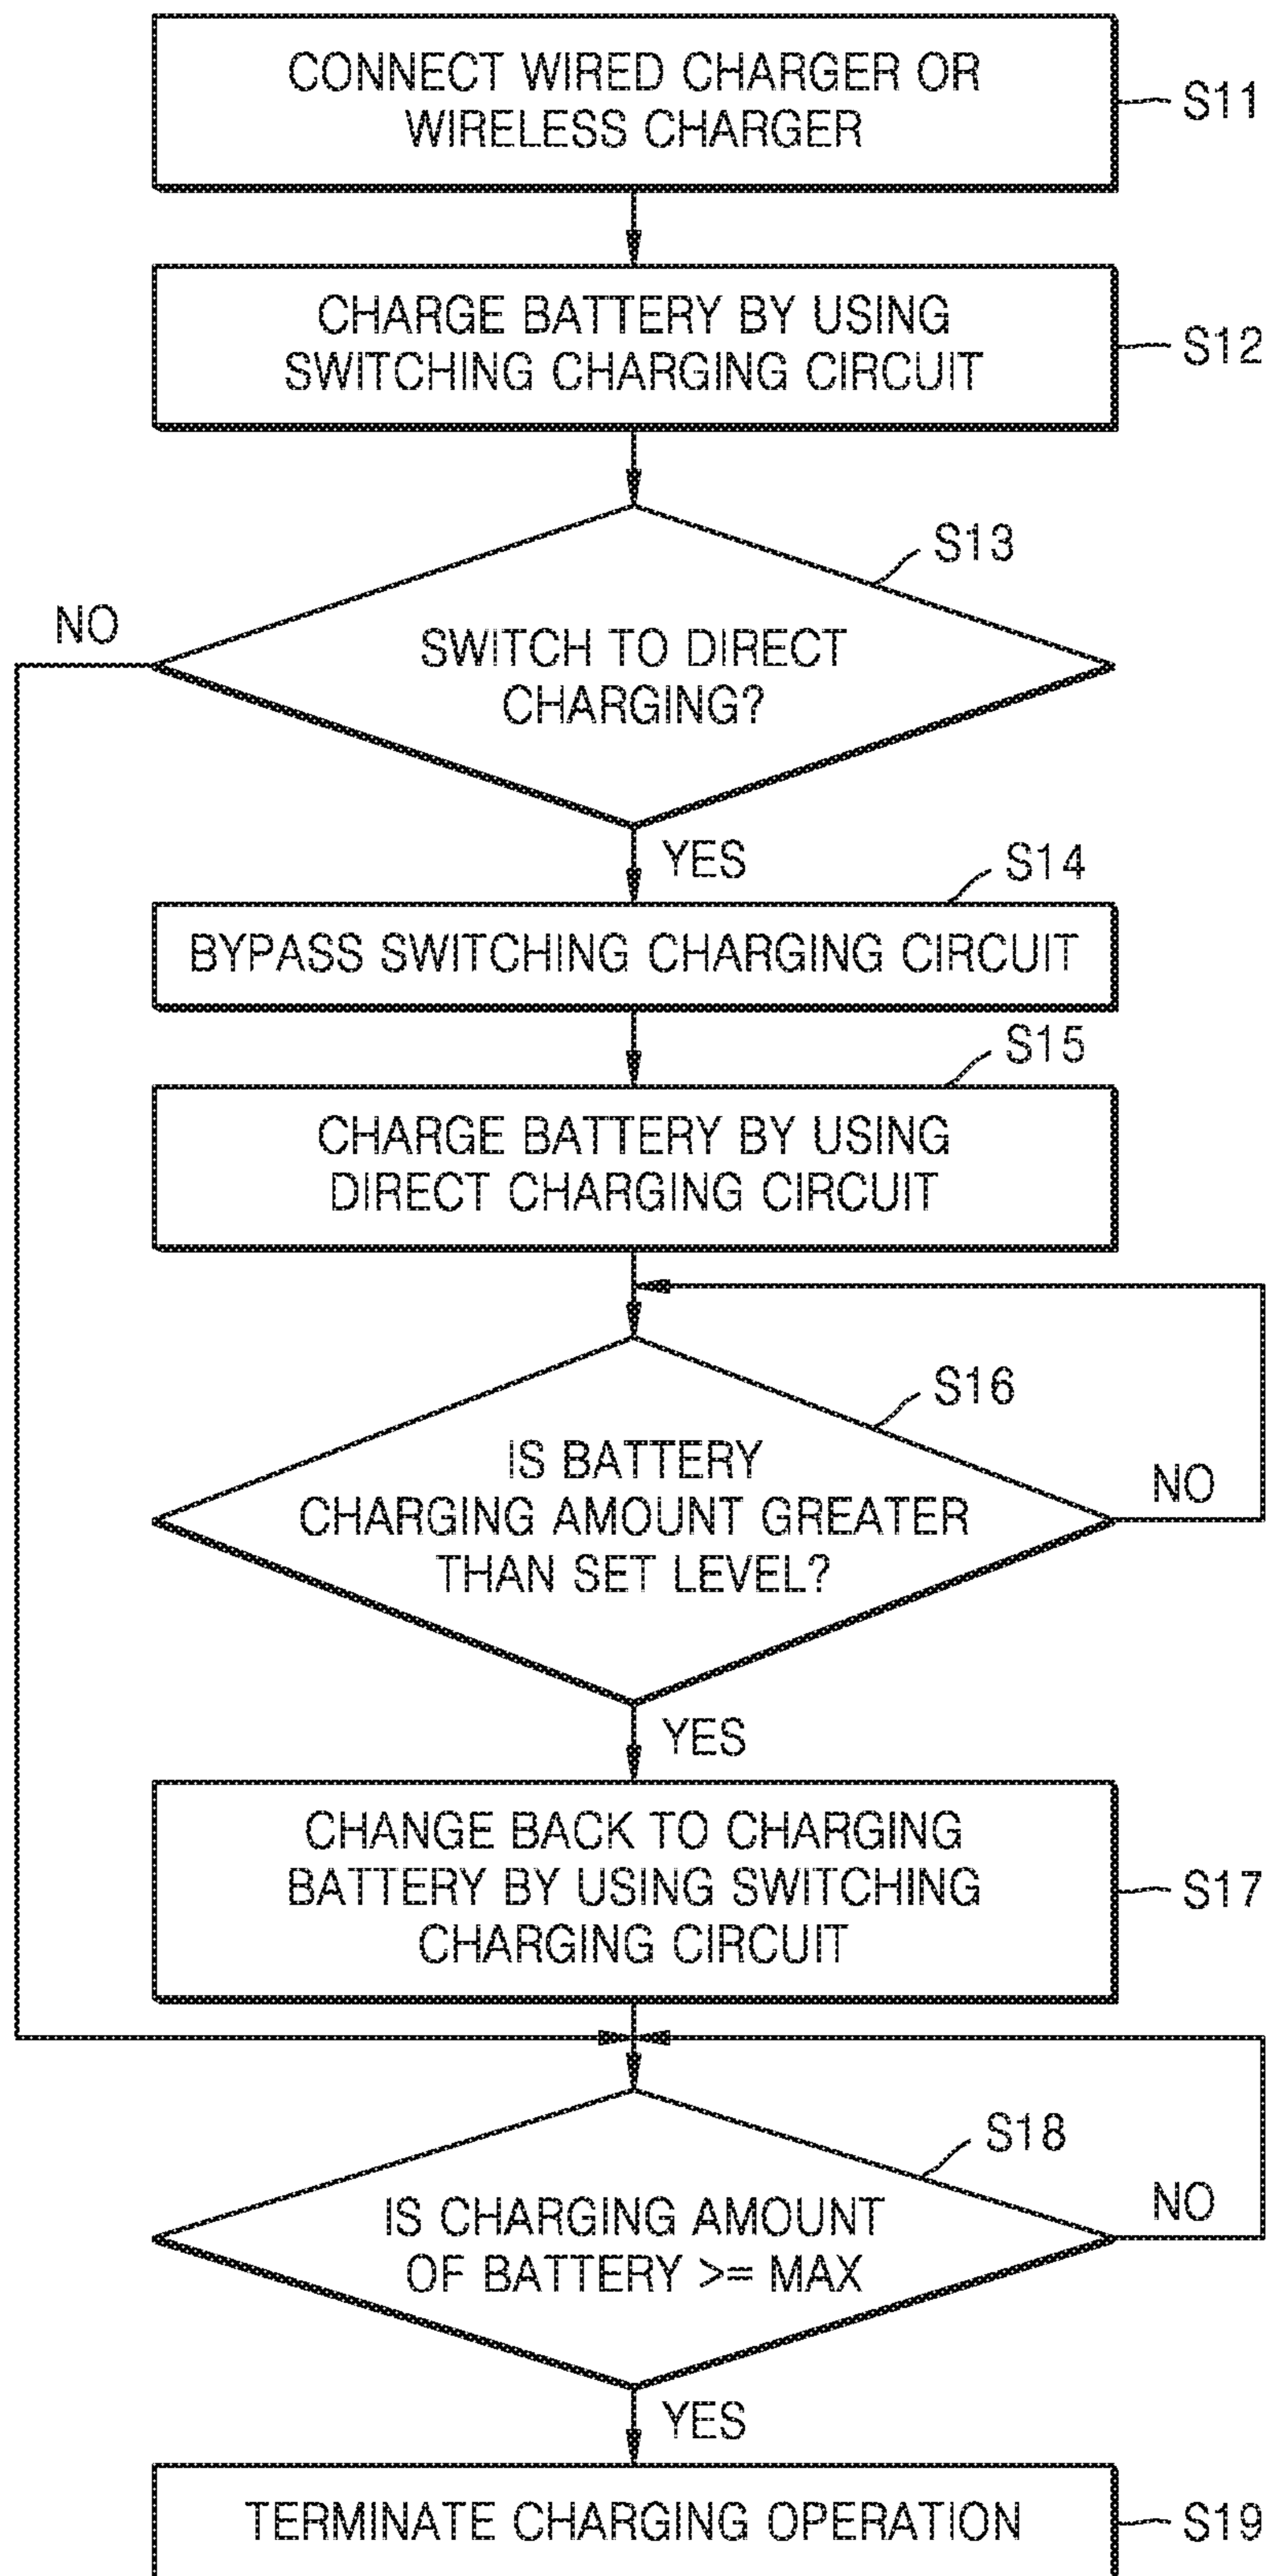 CONNECT WIRED CHARGER OR
WIRELESS CHARGER
S11
CHARGE BATTERY BY USING
SWITCHING CHARGING CIRCUIT
S12
S13
NO
SWITCH TO DIRECT
CHARGING?
YES
S14
BYPASS SWITCHING CHARGING CIRCUIT
S15
CHARGE BATTERY BY USING
DIRECT CHARGING CIRCUIT
S16
IS BATTERY
CHARGING AMOUNT GREATER
THAN SET LEVEL?
NO
YES
CHANGE BACK TO CHARGING
BATTERY BY USING SWITCHING
CHARGING CIRCUIT
S17
S18
IS CHARGING AMOUNT
OF BATTERY >= MAX
NO
YES
TERMINATE CHARGING OPERATION
S19